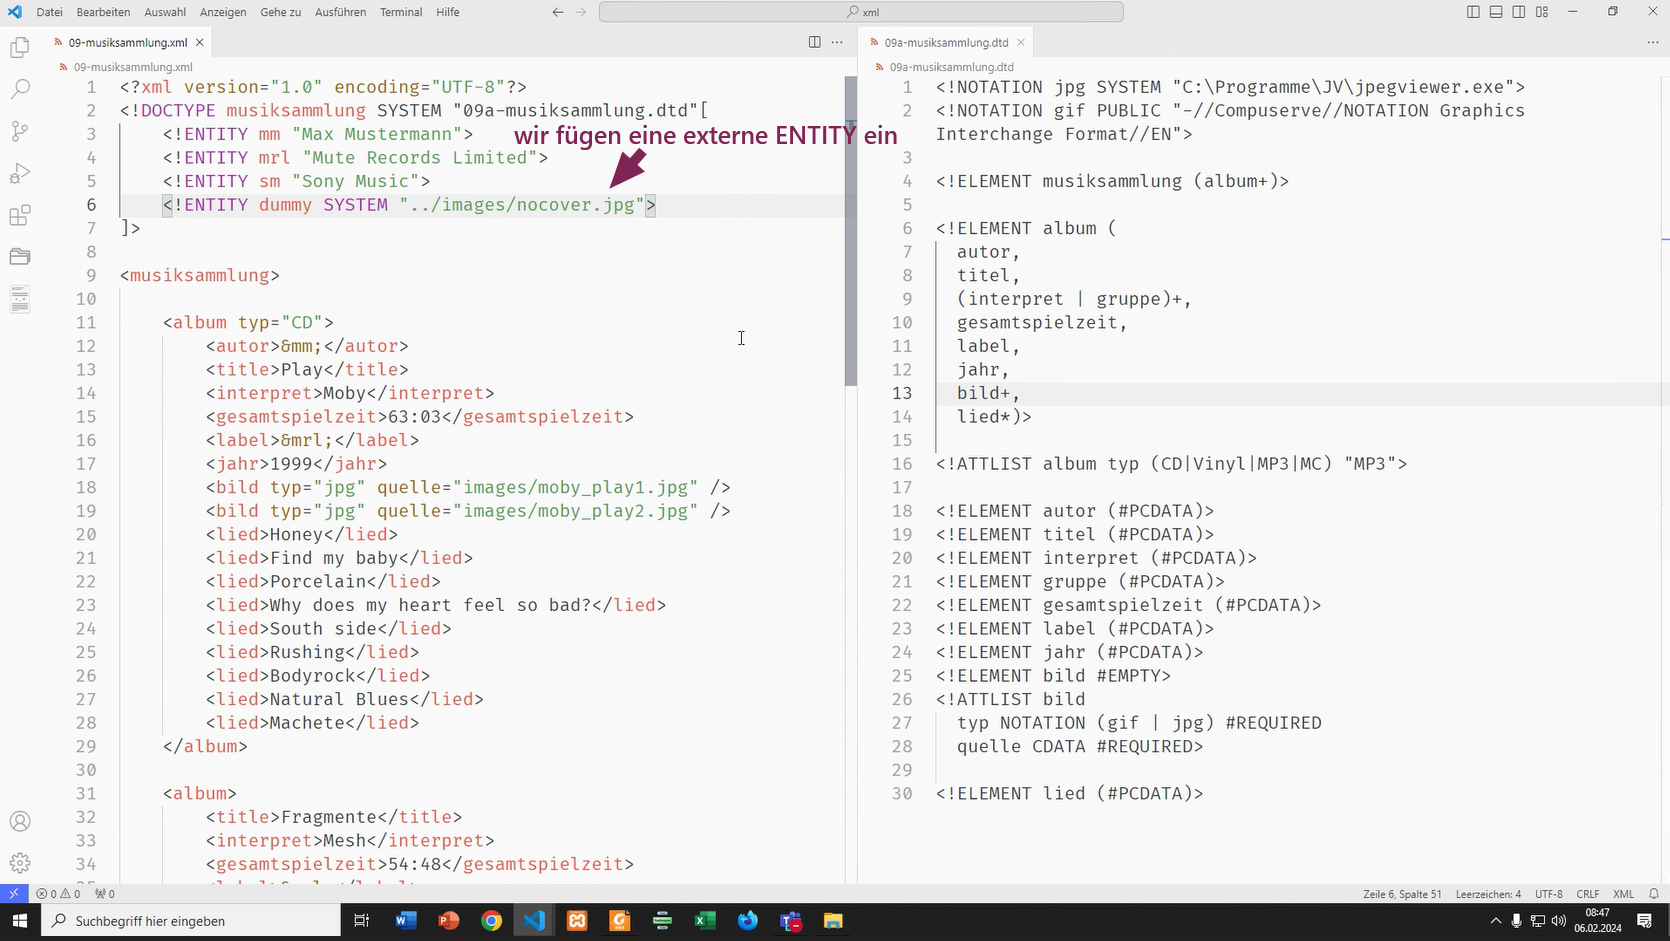 Datei Bearbeiten Auswahl Anzeigen Gehe zu Ausführen Terminal Hilfe
xml
09-musiksammlung.xml
09-musiksammlung.xml
1 <?xml version="1.0" encoding="UTF-8"?>
2 <!DOCTYPE musiksammlung SYSTEM "09a-musiksammlung.dtd"[
3 <!ENTITY mm "Max Mustermann">
wir fügen eine externe ENTITY ein
4 <!ENTITY mrl "Mute Records Limited">
5 <!ENTITY sm "Sony Music">
6 <!ENTITY dummy SYSTEM "../images/nocover.jpg">
7 ]>
8
9 <musiksammlung>
10
11 <album typ="CD">
12 <autor>&mm;</autor>
13 <title>Play</title>
14 <interpret>Moby</interpret>
15 <gesamtspielzeit>63:03</gesamtspielzeit>
16 <label>&mrl;</label>
17 <jahr>1999</jahr>
18 <bild typ="jpg" quelle="images/moby_play1.jpg" />
19 <bild typ="jpg" quelle="images/moby_play2.jpg" />
20 <lied>Honey</lied>
21 <lied>Find my baby</lied>
22 <lied>Porcelain</lied>
23 <lied>Why does my heart feel so bad?</lied>
24 <lied>South side</lied>
25 <lied>Rushing</lied>
26 <lied>Bodyrock</lied>
27 <lied>Natural Blues</lied>
28 <lied>Machete</lied>
29 </album>
30
31 <album>
32 <title>Fragmente</title>
33 <interpret>Mesh</interpret>
34 <gesamtspielzeit>54:48</gesamtspielzeit>
09a-musiksammlung.dtd
09a-musiksammlung.dtd
1 <!NOTATION jpg SYSTEM "C:\Programme\JV\jpegviewer.exe">
2 <!NOTATION gif PUBLIC "-//Compuserve//NOTATION Graphics
Interchange Format//EN">
3
4 <!ELEMENT musiksammlung (album+)>
5
6 <!ELEMENT album (
7 autor,
8 titel,
9 (interpret | gruppe)+,
10 gesamtspielzeit,
11 label,
12 jahr,
13 bild+,
14 lied*)>
15
16 <!ATTLIST album typ (CD|Vinyl|MP3|MC) "MP3">
17
18 <!ELEMENT autor (#PCDATA)>
19 <!ELEMENT titel (#PCDATA)>
20 <!ELEMENT interpret (#PCDATA)>
21 <!ELEMENT gruppe (#PCDATA)>
22 <!ELEMENT gesamtspielzeit (#PCDATA)>
23 <!ELEMENT label (#PCDATA)>
24 <!ELEMENT jahr (#PCDATA)>
25 <!ELEMENT bild #EMPTY>
26 <!ATTLIST bild
27 typ NOTATION (gif | jpg) #REQUIRED
28 quelle CDATA #REQUIRED>
29
30 <!ELEMENT lied (#PCDATA)>
0 0 0
Zeile 6, Spalte 51 Leerzeichen: 4 UTF-8 CRLF XML
Suchbegriff hier eingeben
08:47
06.02.2024